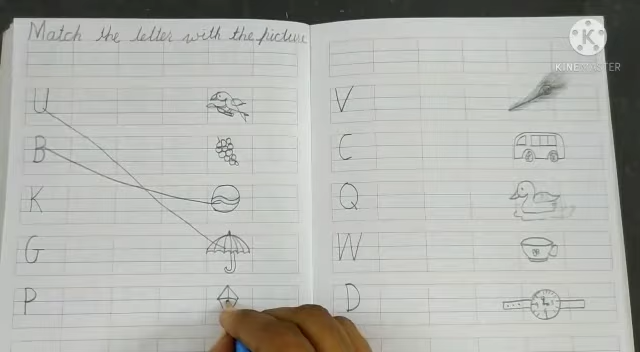 Match the letter with the picture
U
B
K
G
P
V
C
Q
W
D
K
KINEMASTER